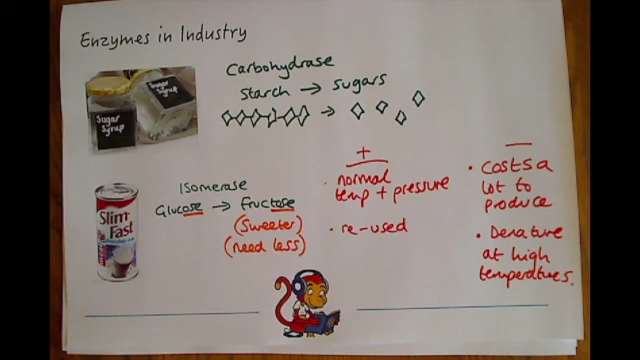 Enzymes in Industry
Carbohydrase
Starch → sugars
Sugar
Syrup
Sugar
Syrup
→
Isomerase
Glucose → Fructose
(Sweeter)
(need less)
Slim-
Fast
+
· normal
temp + pressure
· re-used
—
· costs a
lot to
produce
· Denature
at high
temperatures.